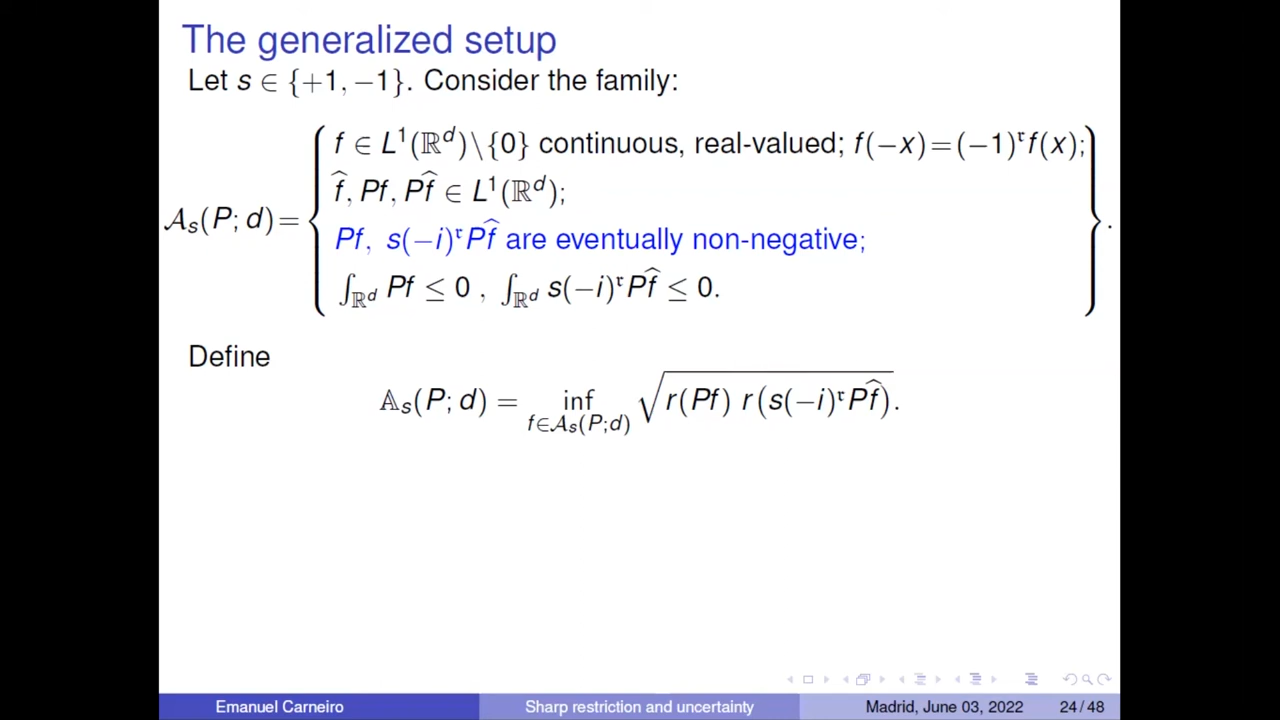 The generalized setup
Let s ∈ {+1, −1}. Consider the family:
f ∈ L¹(ℝᵈ)\{0} continuous, real-valued; f(−x)=(−1)^𝔯 f(x);
f̂, Pf, Pf̂ ∈ L¹(ℝᵈ);
𝒜ₛ(P; d)= { Pf, s(−i)^𝔯 Pf̂ are eventually non-negative; } .
∫_ℝᵈ Pf ≤ 0 , ∫_ℝᵈ s(−i)^𝔯 Pf̂ ≤ 0.
Define
𝔸ₛ(P; d) = inf_{f∈𝒜ₛ(P;d)} √(r(Pf) r(s(−i)^𝔯 Pf̂)).
Emanuel Carneiro Sharp restriction and uncertainty Madrid, June 03, 2022 24 / 48